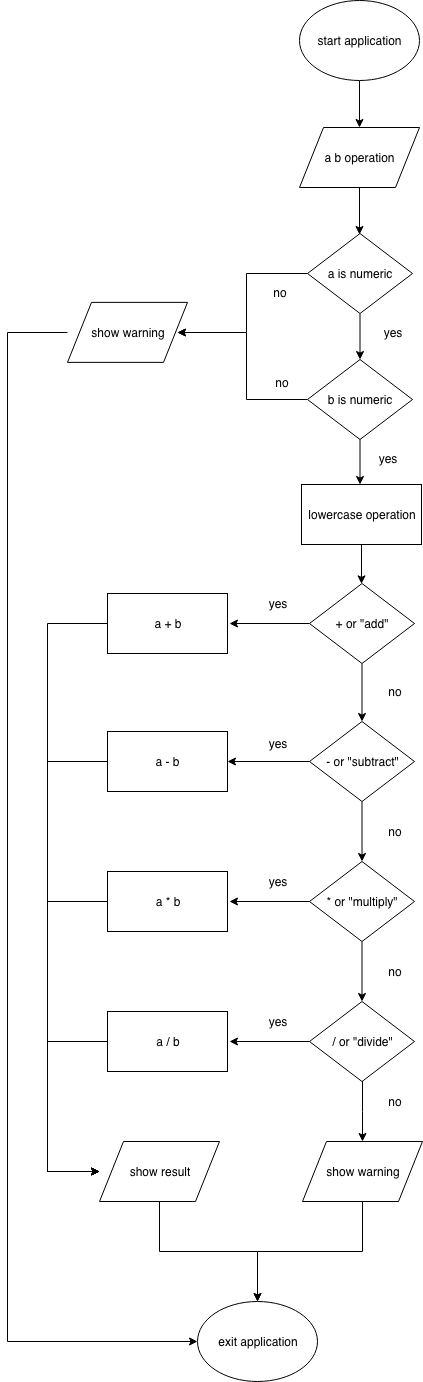 start application
a b operation
a is numeric
no
show warning
yes
no
b is numeric
yes
lowercase operation
yes
a + b
+ or "add"
no
yes
a - b
- or "subtract"
no
yes
a * b
* or "multiply"
no
yes
a / b
/ or "divide"
no
show result
show warning
exit application